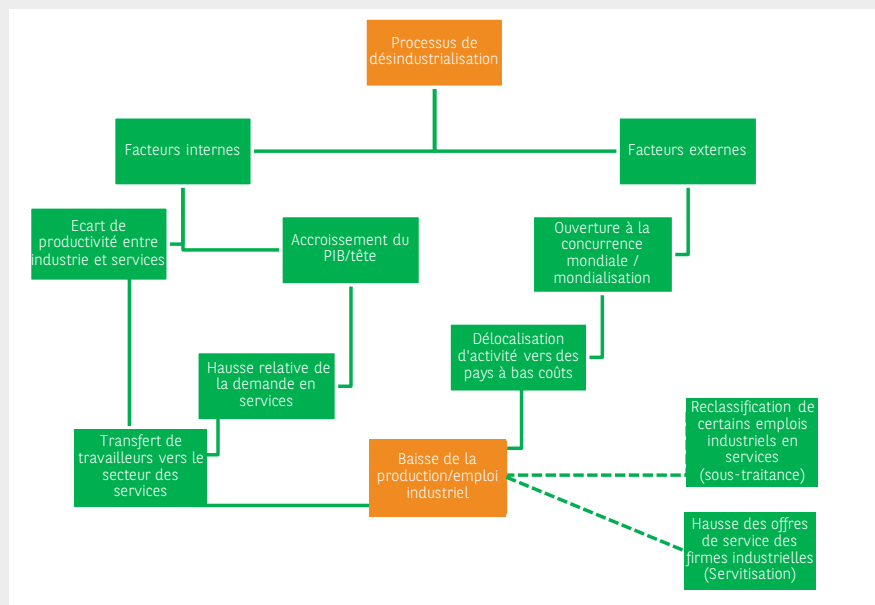 Processus de
désindustrialisation
Facteurs internes
Facteurs externes
Ecart de
productivité entre
industrie et services
Accroissement du
PIB/tête
Ouverture à la
concurrence
mondiale /
mondialisation
Hausse relative de
la demande en
services
Délocalisation
d'activité vers des
pays à bas coûts
Transfert de
travailleurs vers le
secteur des
services
Baisse de la
production/emploi
industriel
Reclassification de
certains emplois
industriels en
services
(sous-traitance)
Hausse des offres
de service des
firmes industrielles
(Servitisation)